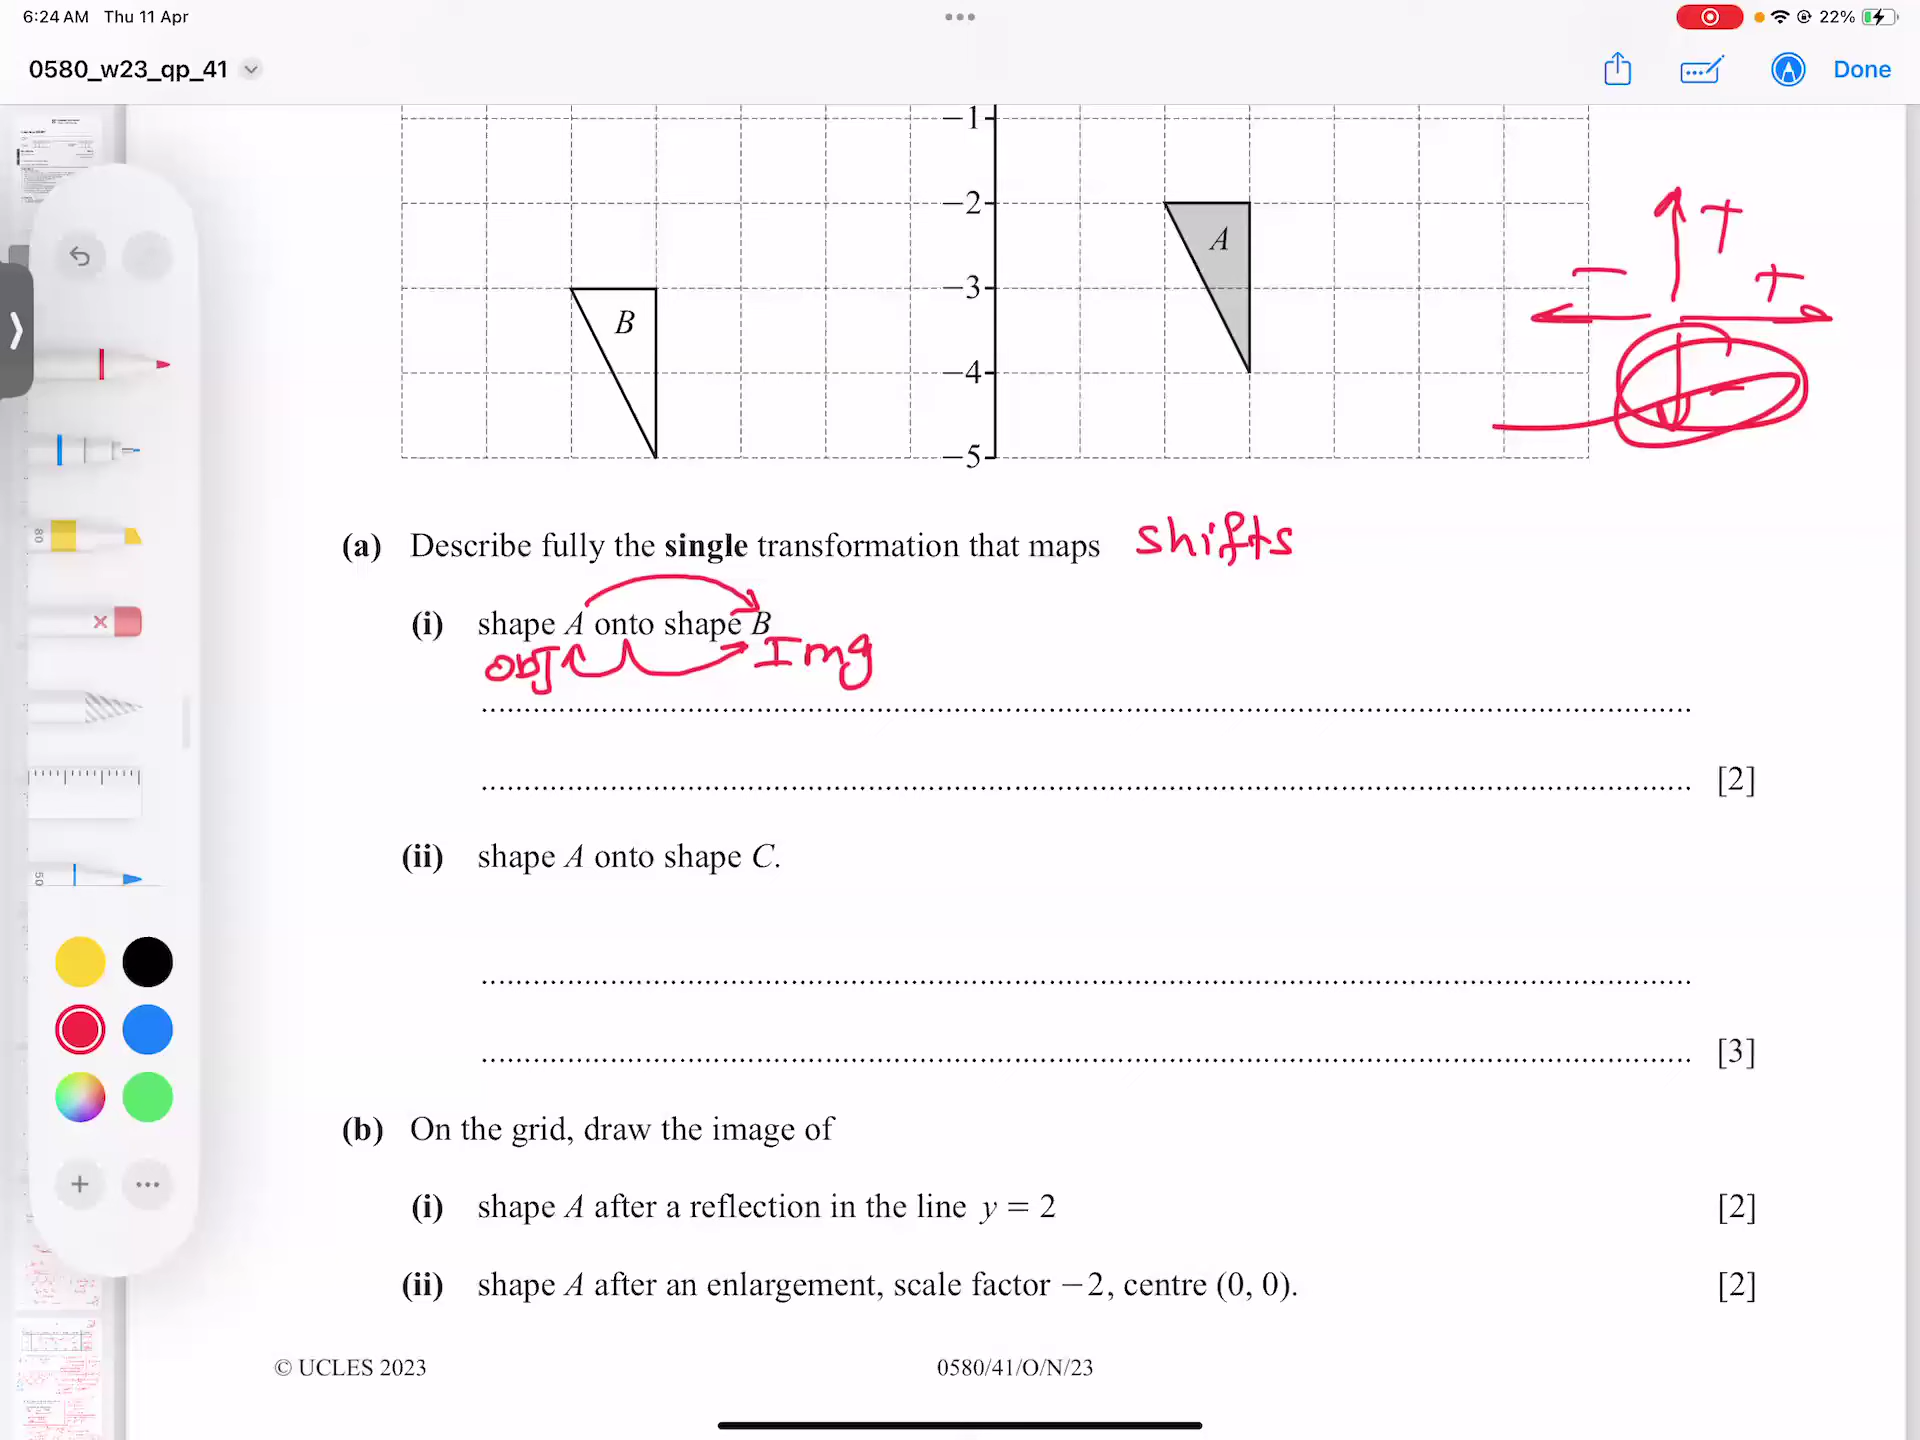 6:24 AM Thu 11 Apr
22%
0580_w23_qp_41
Done
−1
−2
A
−3
B
−4
−5
+
−
+
−
(a) Describe fully the single transformation that maps shifts
(i) shape A onto shape B
Obj Img
[2]
(ii) shape A onto shape C.
[3]
(b) On the grid, draw the image of
(i) shape A after a reflection in the line y = 2 [2]
(ii) shape A after an enlargement, scale factor −2, centre (0, 0). [2]
© UCLES 2023 0580/41/O/N/23
80
50